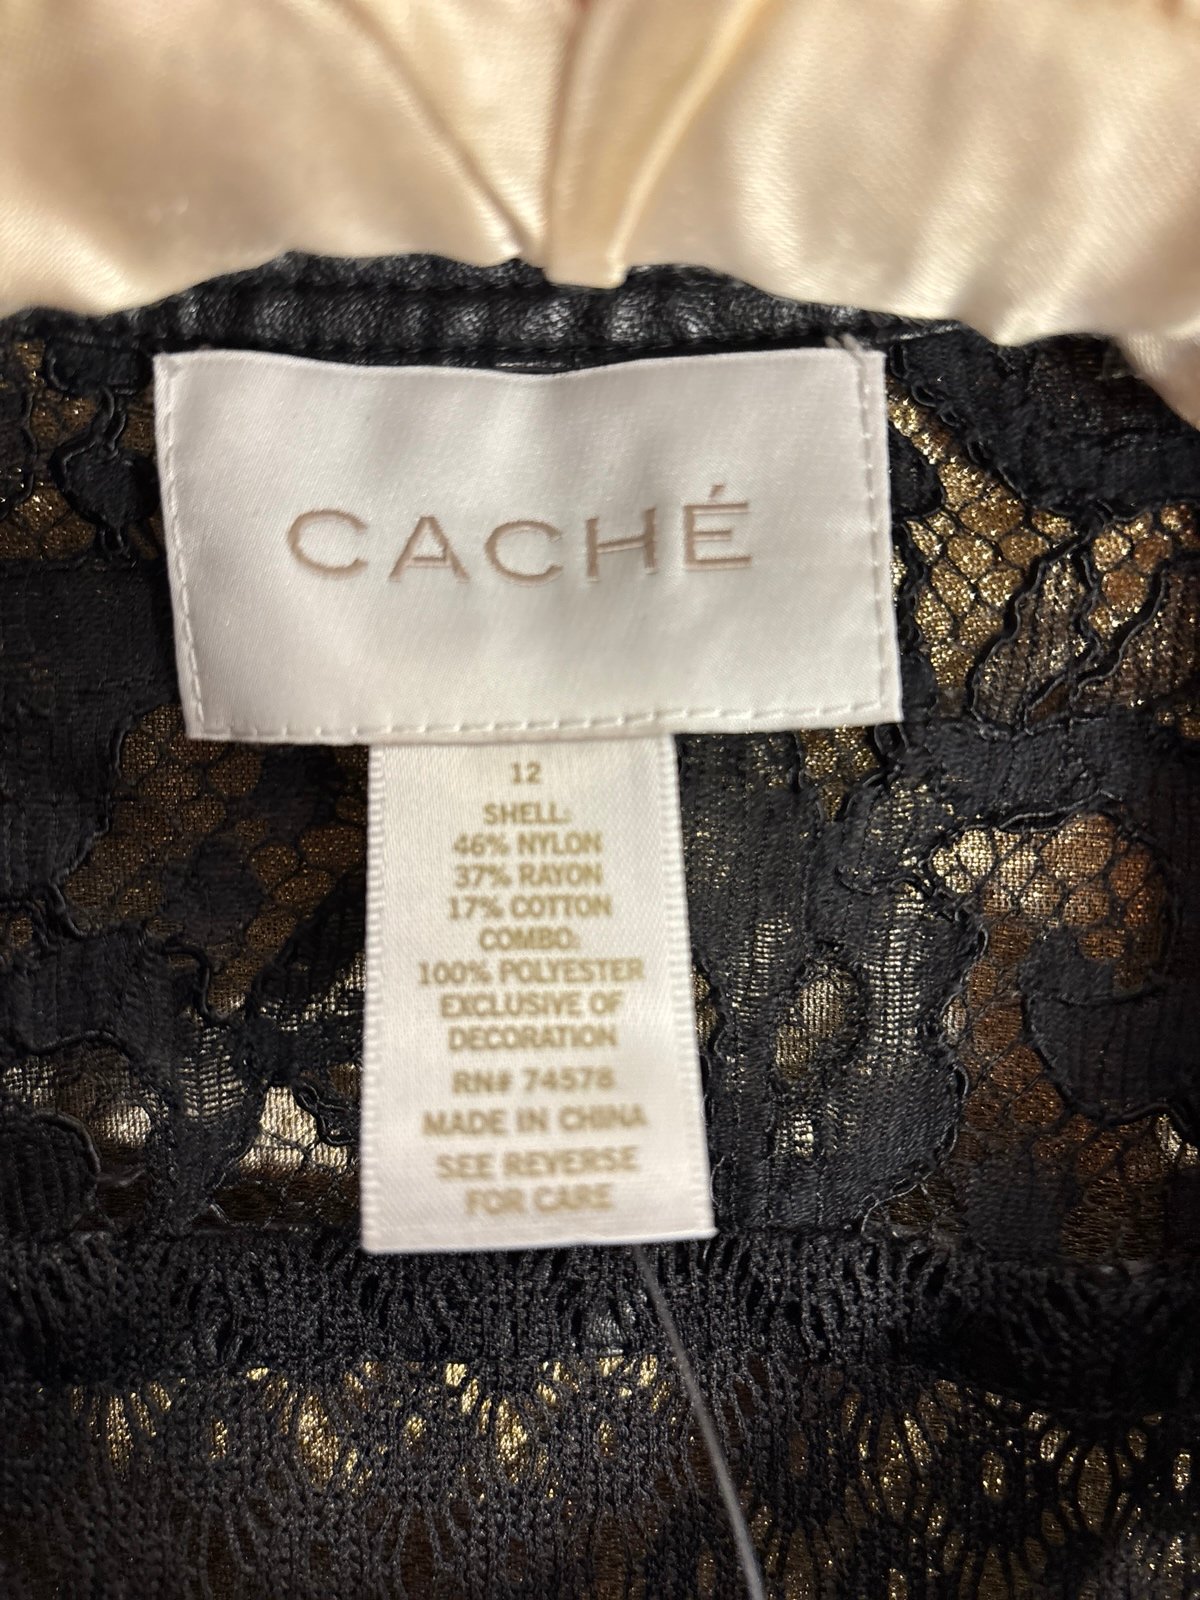 CACHÉ
12
SHELL:
46% NYLON
37% RAYON
17% COTTON
COMBO:
100% POLYESTER
EXCLUSIVE OF
DECORATION
RN# 74578
MADE IN CHINA
SEE REVERSE
FOR CARE